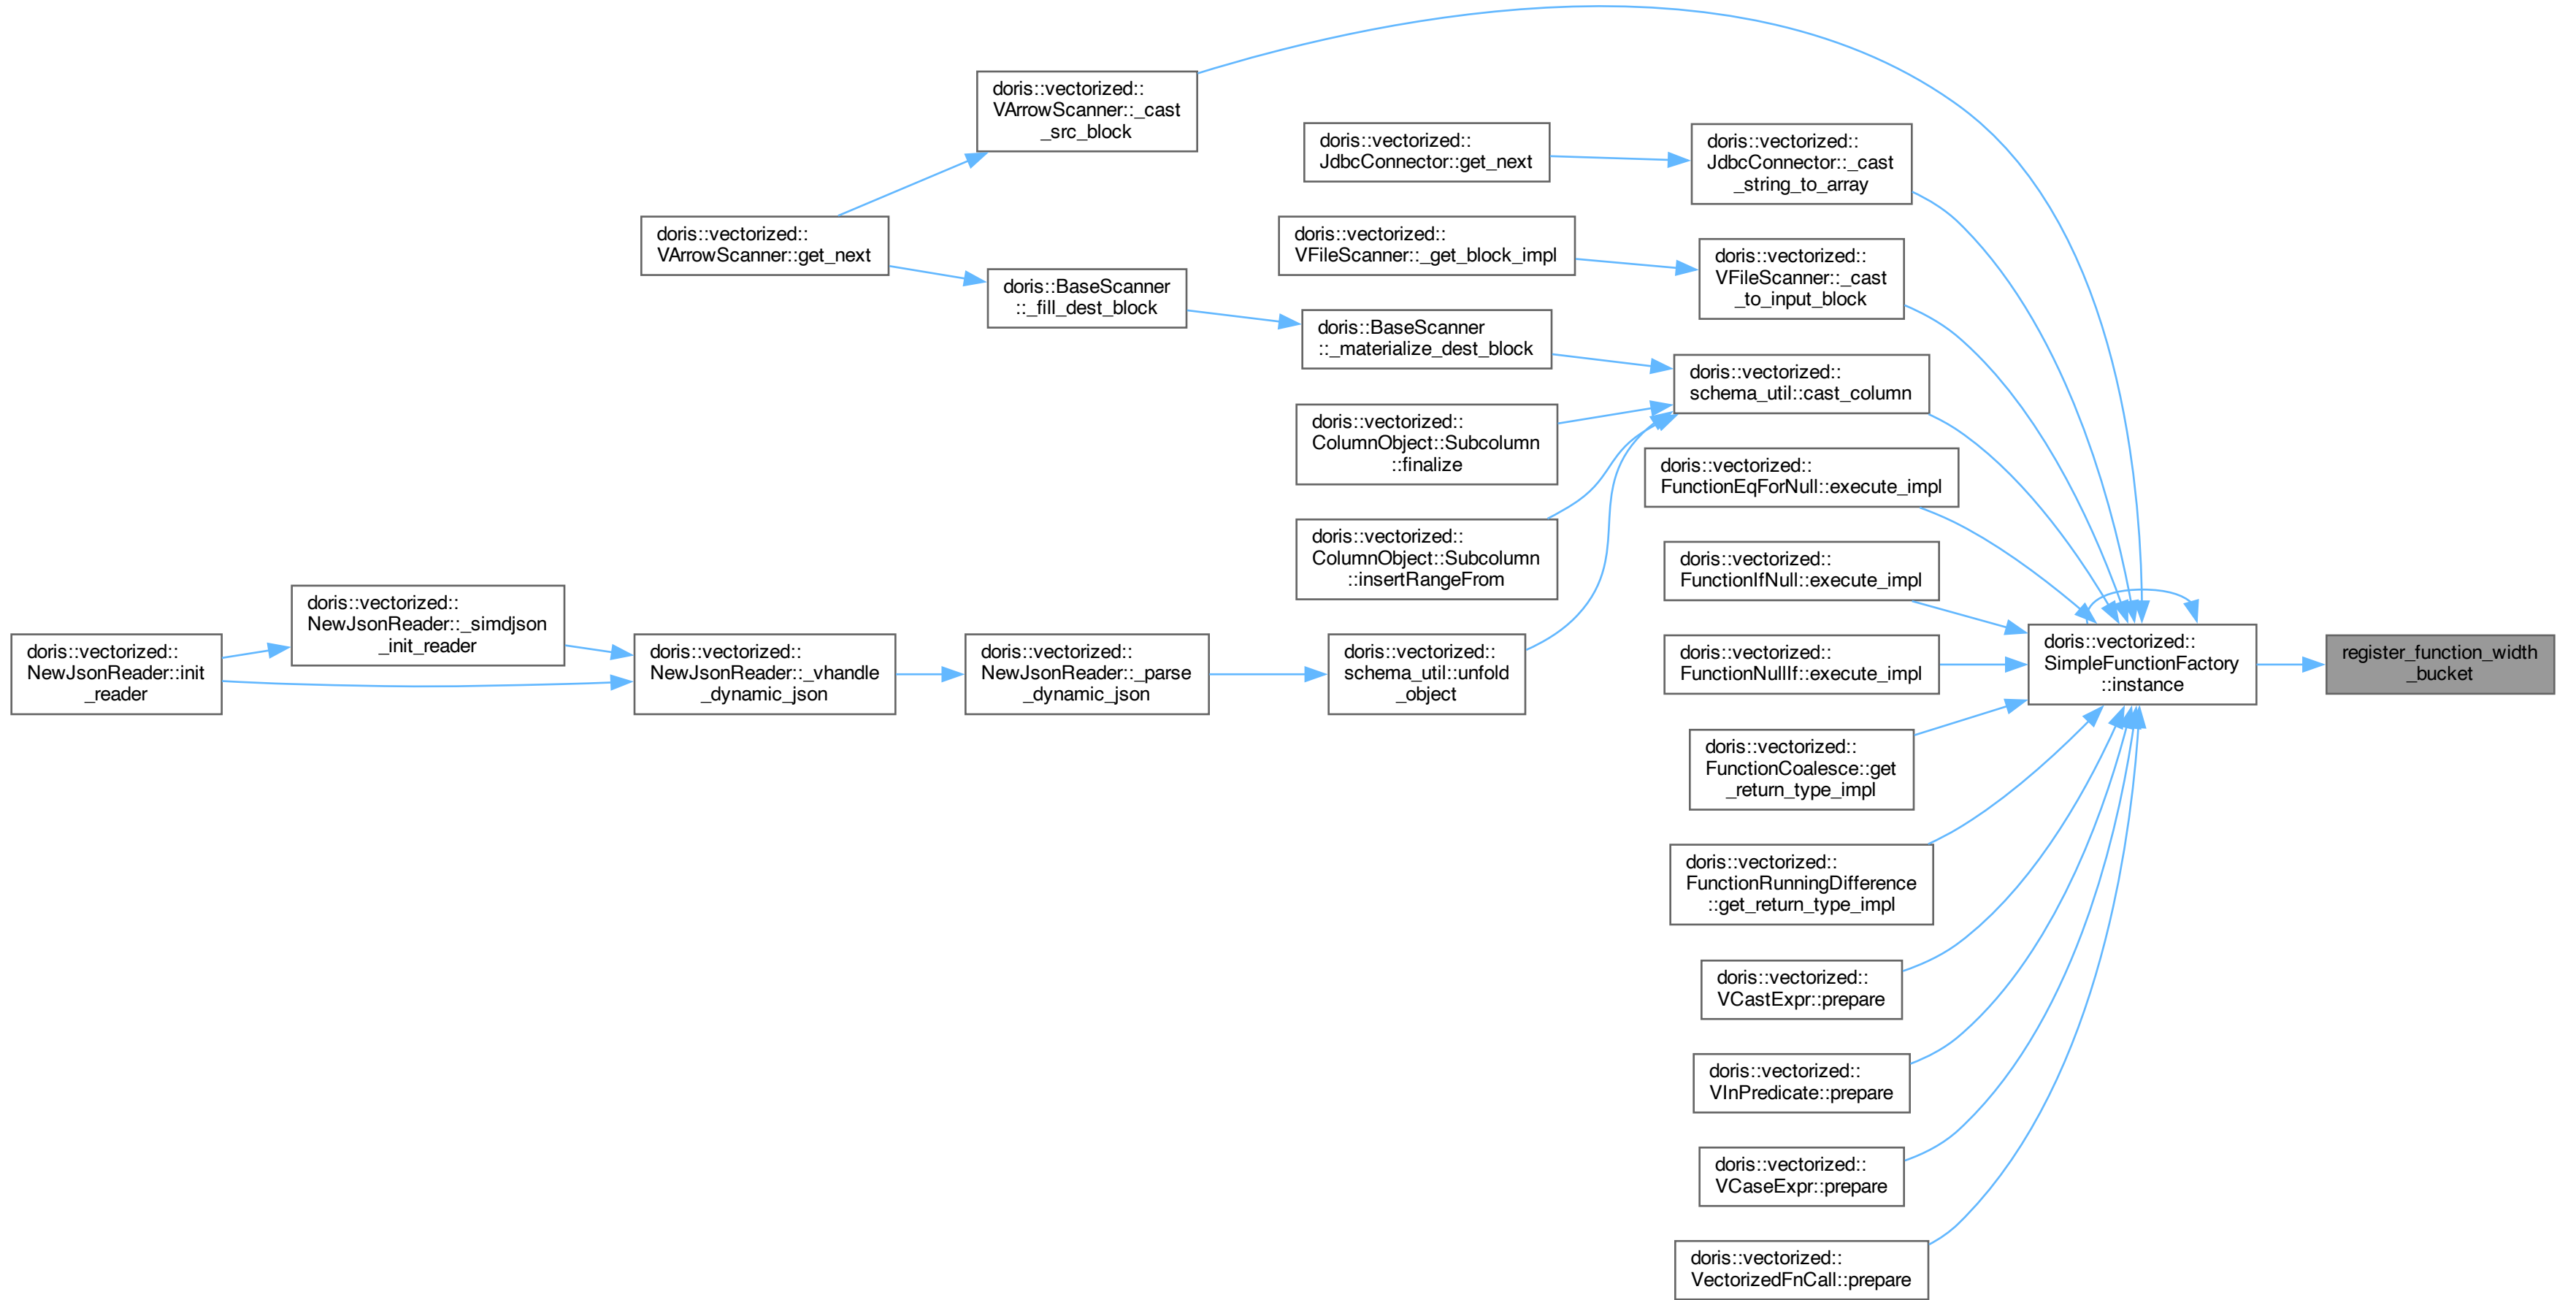 doris::vectorized::
VArrowScanner::_cast
_src_block
doris::vectorized::
JdbcConnector::get_next
doris::vectorized::
JdbcConnector::_cast
_string_to_array
doris::vectorized::
VArrowScanner::get_next
doris::vectorized::
VFileScanner::_get_block_impl
doris::vectorized::
VFileScanner::_cast
_to_input_block
doris::BaseScanner
::_fill_dest_block
doris::BaseScanner
::_materialize_dest_block
doris::vectorized::
schema_util::cast_column
doris::vectorized::
ColumnObject::Subcolumn
::finalize
doris::vectorized::
FunctionEqForNull::execute_impl
doris::vectorized::
ColumnObject::Subcolumn
::insertRangeFrom
doris::vectorized::
FunctionIfNull::execute_impl
doris::vectorized::
NewJsonReader::init
_reader
doris::vectorized::
NewJsonReader::_simdjson
_init_reader
doris::vectorized::
NewJsonReader::_vhandle
_dynamic_json
doris::vectorized::
NewJsonReader::_parse
_dynamic_json
doris::vectorized::
schema_util::unfold
_object
doris::vectorized::
FunctionNullIf::execute_impl
doris::vectorized::
SimpleFunctionFactory
::instance
register_function_width
_bucket
doris::vectorized::
FunctionCoalesce::get
_return_type_impl
doris::vectorized::
FunctionRunningDifference
::get_return_type_impl
doris::vectorized::
VCastExpr::prepare
doris::vectorized::
VInPredicate::prepare
doris::vectorized::
VCaseExpr::prepare
doris::vectorized::
VectorizedFnCall::prepare